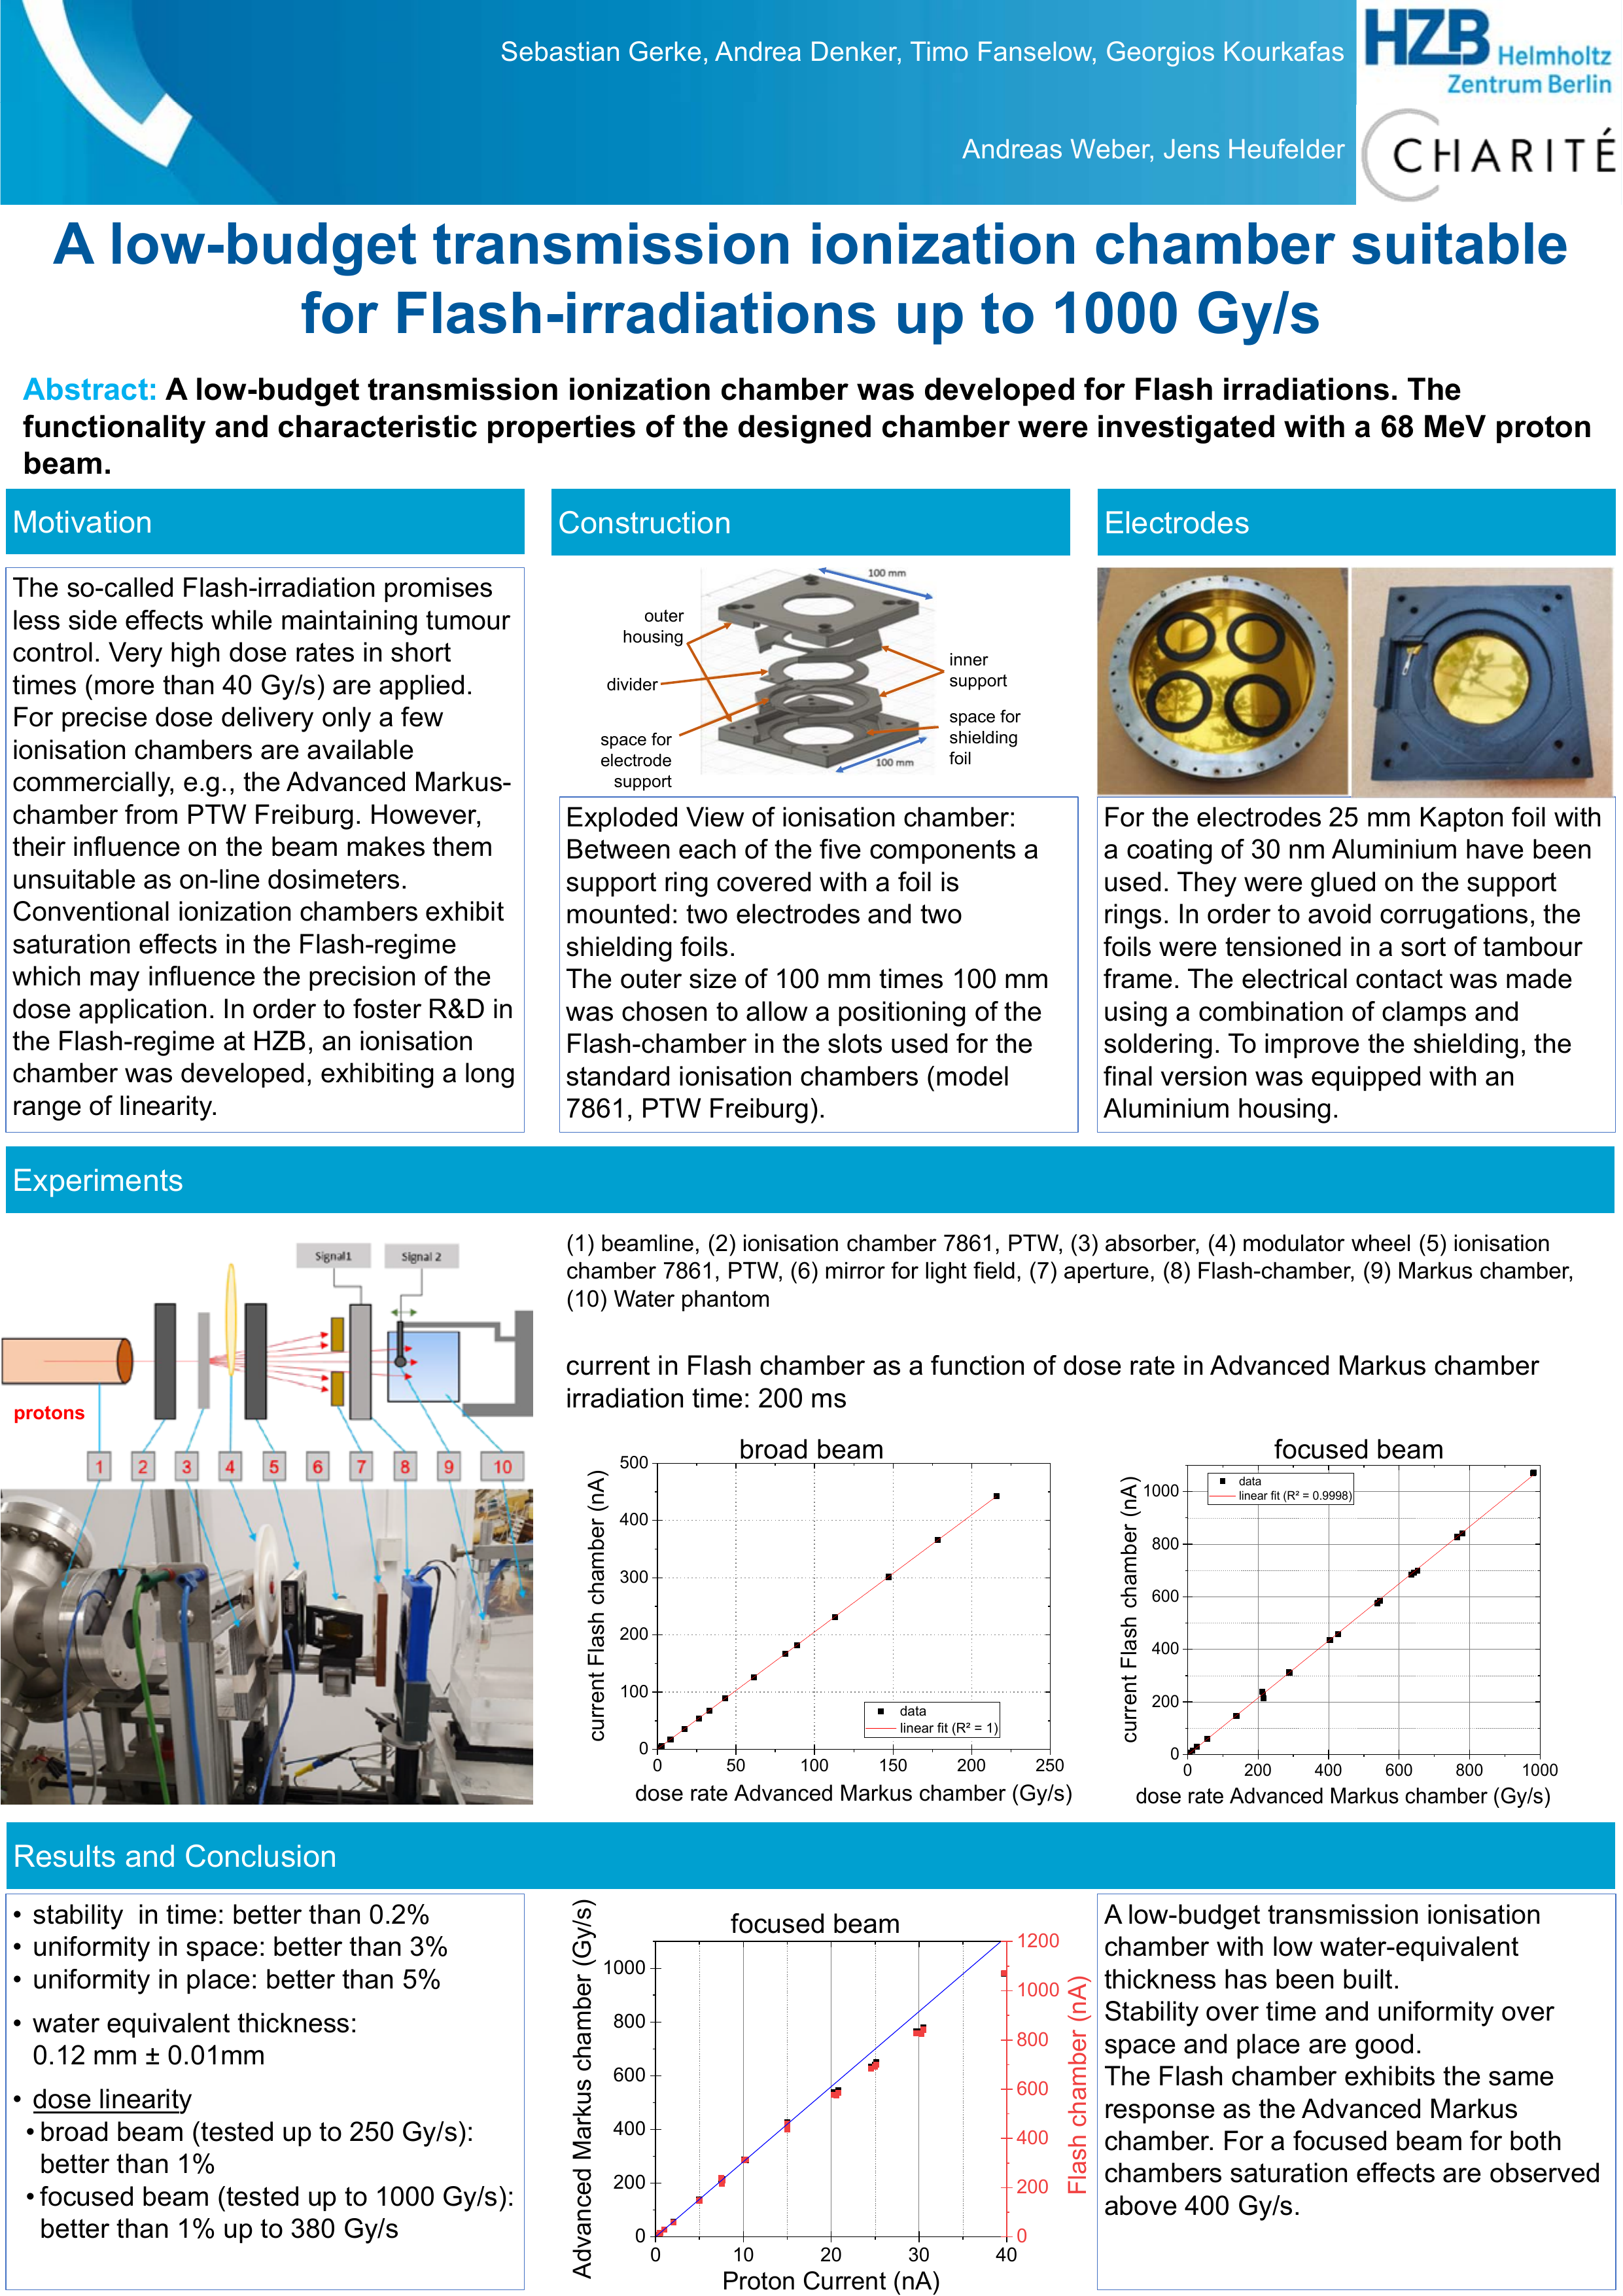 Sebastian Gerke, Andrea Denker, Timo Fanselow, Georgios Kourkafas
Andreas Weber, Jens Heufelder
HZB Helmholtz
Zentrum Berlin
CHARITÉ
A low-budget transmission ionization chamber suitable
for Flash-irradiations up to 1000 Gy/s
Abstract: A low-budget transmission ionization chamber was developed for Flash irradiations. The
functionality and characteristic properties of the designed chamber were investigated with a 68 MeV proton
beam.
Motivation
The so-called Flash-irradiation promises
less side effects while maintaining tumour
control. Very high dose rates in short
times (more than 40 Gy/s) are applied.
For precise dose delivery only a few
ionisation chambers are available
commercially, e.g., the Advanced Markus-
chamber from PTW Freiburg. However,
their influence on the beam makes them
unsuitable as on-line dosimeters.
Conventional ionization chambers exhibit
saturation effects in the Flash-regime
which may influence the precision of the
dose application. In order to foster R&D in
the Flash-regime at HZB, an ionisation
chamber was developed, exhibiting a long
range of linearity.
Construction
100 mm
outer
housing
divider
space for
electrode
support
inner
support
space for
shielding
foil
100 mm
Exploded View of ionisation chamber:
Between each of the five components a
support ring covered with a foil is
mounted: two electrodes and two
shielding foils.
The outer size of 100 mm times 100 mm
was chosen to allow a positioning of the
Flash-chamber in the slots used for the
standard ionisation chambers (model
7861, PTW Freiburg).
Electrodes
For the electrodes 25 mm Kapton foil with
a coating of 30 nm Aluminium have been
used. They were glued on the support
rings. In order to avoid corrugations, the
foils were tensioned in a sort of tambour
frame. The electrical contact was made
using a combination of clamps and
soldering. To improve the shielding, the
final version was equipped with an
Aluminium housing.
Experiments
Signal1
Signal 2
protons
1 2 3 4 5 6 7 8 9 10
(1) beamline, (2) ionisation chamber 7861, PTW, (3) absorber, (4) modulator wheel (5) ionisation
chamber 7861, PTW, (6) mirror for light field, (7) aperture, (8) Flash-chamber, (9) Markus chamber,
(10) Water phantom
current in Flash chamber as a function of dose rate in Advanced Markus chamber
irradiation time: 200 ms
broad beam
current Flash chamber (nA)
500
400
300
200
100
0
data
linear fit (R² = 1)
0 50 100 150 200 250
dose rate Advanced Markus chamber (Gy/s)
focused beam
current Flash chamber (nA)
data
linear fit (R² = 0.9998)
1000
800
600
400
200
0
0 200 400 600 800 1000
dose rate Advanced Markus chamber (Gy/s)
Results and Conclusion
• stability in time: better than 0.2%
• uniformity in space: better than 3%
• uniformity in place: better than 5%
• water equivalent thickness:
0.12 mm ± 0.01mm
• dose linearity
• broad beam (tested up to 250 Gy/s):
better than 1%
• focused beam (tested up to 1000 Gy/s):
better than 1% up to 380 Gy/s
focused beam
Advanced Markus chamber (Gy/s)
1000
800
600
400
200
0
0 10 20 30 40
Proton Current (nA)
1200
1000
800
600
400
200
0
Flash chamber (nA)
A low-budget transmission ionisation
chamber with low water-equivalent
thickness has been built.
Stability over time and uniformity over
space and place are good.
The Flash chamber exhibits the same
response as the Advanced Markus
chamber. For a focused beam for both
chambers saturation effects are observed
above 400 Gy/s.